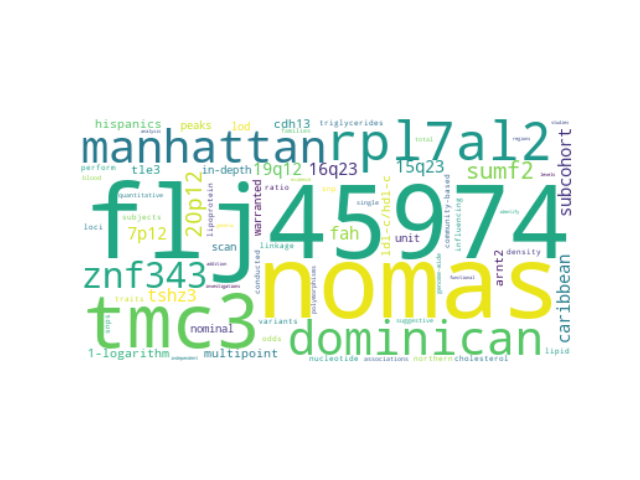 hispanics peaks lod cdh13 triglycerides studies
analysis families total regions
manhattan rpl7al2
perform tle3 in-depth 19q12 16q23 15q23 sumf2
blood evidence levels
flj45974
quantitative 20p12 lipoprotein warranted ratio snp single ldl-c/hdl-c community-based influencing identify subcohort
subjects
loci 7p12 scan linkage fah unit arnt2 density
znf343 conducted nomas genome-wide functional
addition
traits tshz3 investigations polymorphisms caribbean
snps tmc3 nominal variants suggestive
odds dominican
1-logarithm independent multipoint nucleotide associations northern cholesterol lipid